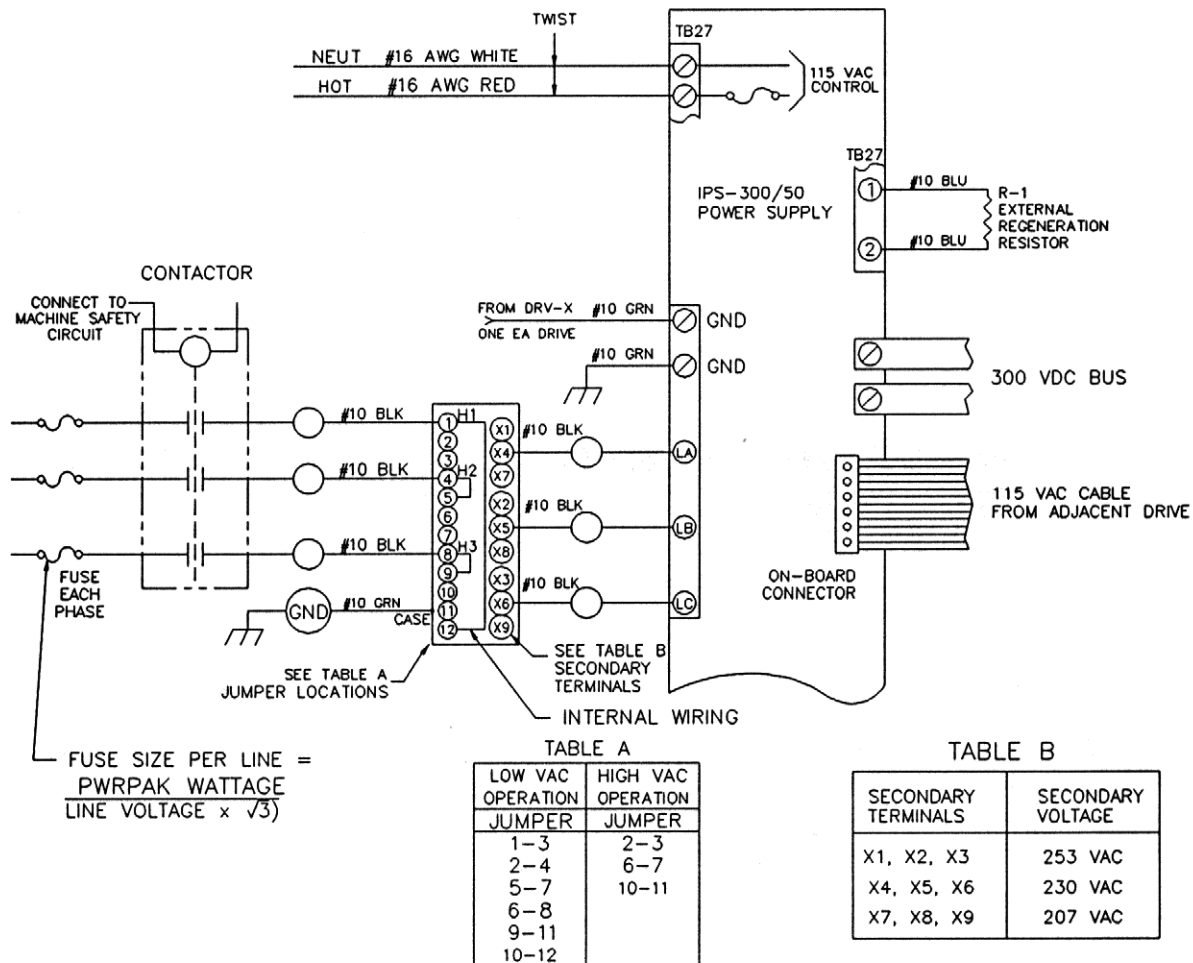 TWIST
NEUT #16 AWG WHITE
HOT #16 AWG RED
TB27
115 VAC
CONTROL
TB27
IPS-300/50
POWER SUPPLY
1
#10 BLU
2
#10 BLU
R-1
EXTERNAL
REGENERATION
RESISTOR
CONTACTOR
CONNECT TO
MACHINE SAFETY
CIRCUIT
FROM DRV-X #10 GRN
ONE EA DRIVE
GND
#10 GRN
GND
300 VDC BUS
#10 BLK
#10 BLK
#10 BLK
FUSE
EACH
PHASE
GND
#10 GRN
CASE
1 H1
2
3
4 H2
5
6
7
8 H3
9
10
11
12
X1
X4
X7
X2
X5
X8
X3
X6
X9
#10 BLK
LA
#10 BLK
LB
#10 BLK
LC
115 VAC CABLE
FROM ADJACENT DRIVE
ON-BOARD
CONNECTOR
SEE TABLE A
JUMPER LOCATIONS
SEE TABLE B
SECONDARY
TERMINALS
INTERNAL WIRING
FUSE SIZE PER LINE =
PWRPAK WATTAGE
LINE VOLTAGE x √3)
TABLE A
LOW VAC OPERATION HIGH VAC OPERATION
JUMPER JUMPER
1-3 2-3
2-4 6-7
5-7 10-11
6-8
9-11
10-12
TABLE B
SECONDARY TERMINALS SECONDARY VOLTAGE
X1, X2, X3 253 VAC
X4, X5, X6 230 VAC
X7, X8, X9 207 VAC